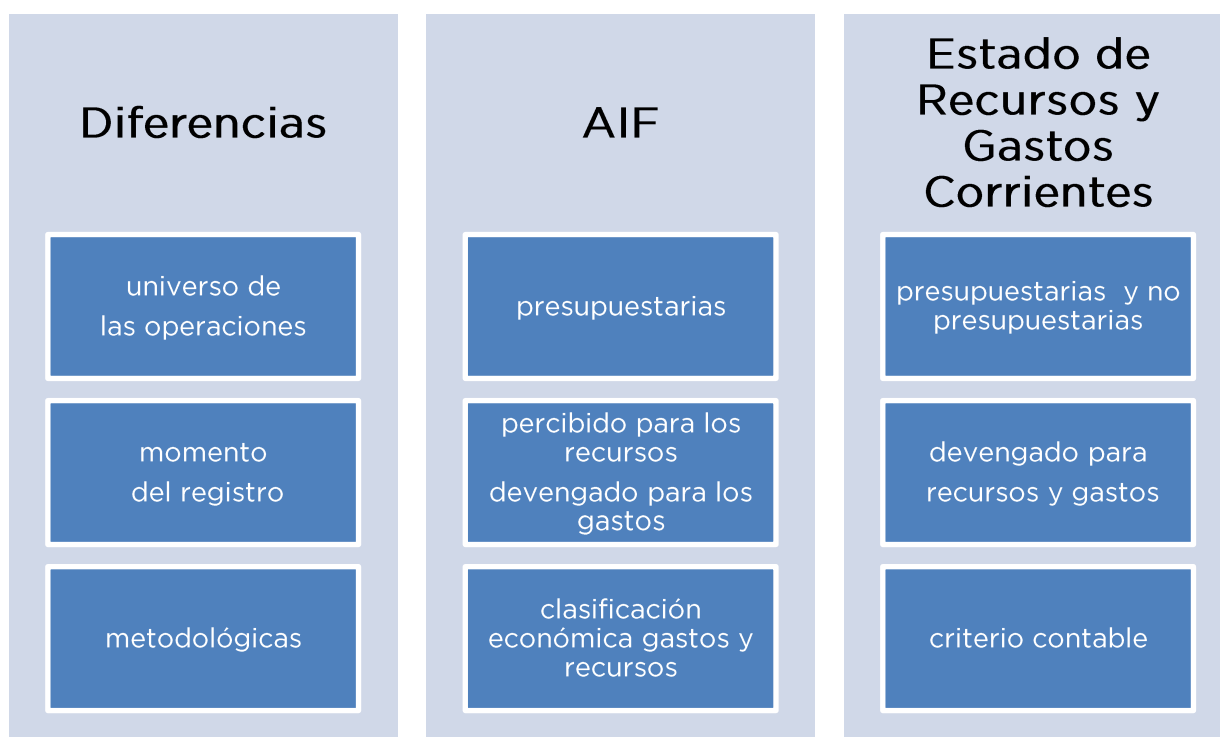 Diferencias
universo de
las operaciones
momento
del registro
metodológicas
AIF
presupuestarias
percibido para los
recursos
devengado para los
gastos
clasificación
económica gastos y
recursos
Estado de
Recursos y
Gastos
Corrientes
presupuestarias y no
presupuestarias
devengado para
recursos y gastos
criterio contable